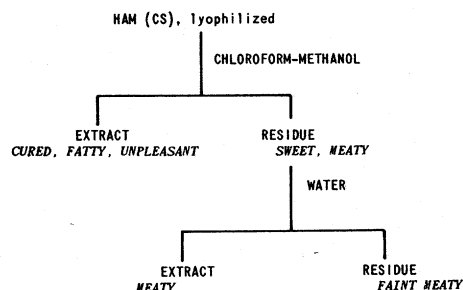 HAM (CS), lyophilized
CHLOROFORM-METHANOL
EXTRACT
CURED, FATTY, UNPLEASANT
RESIDUE
SWEET, MEATY
WATER
EXTRACT
MEATY
RESIDUE
FAINT MEATY